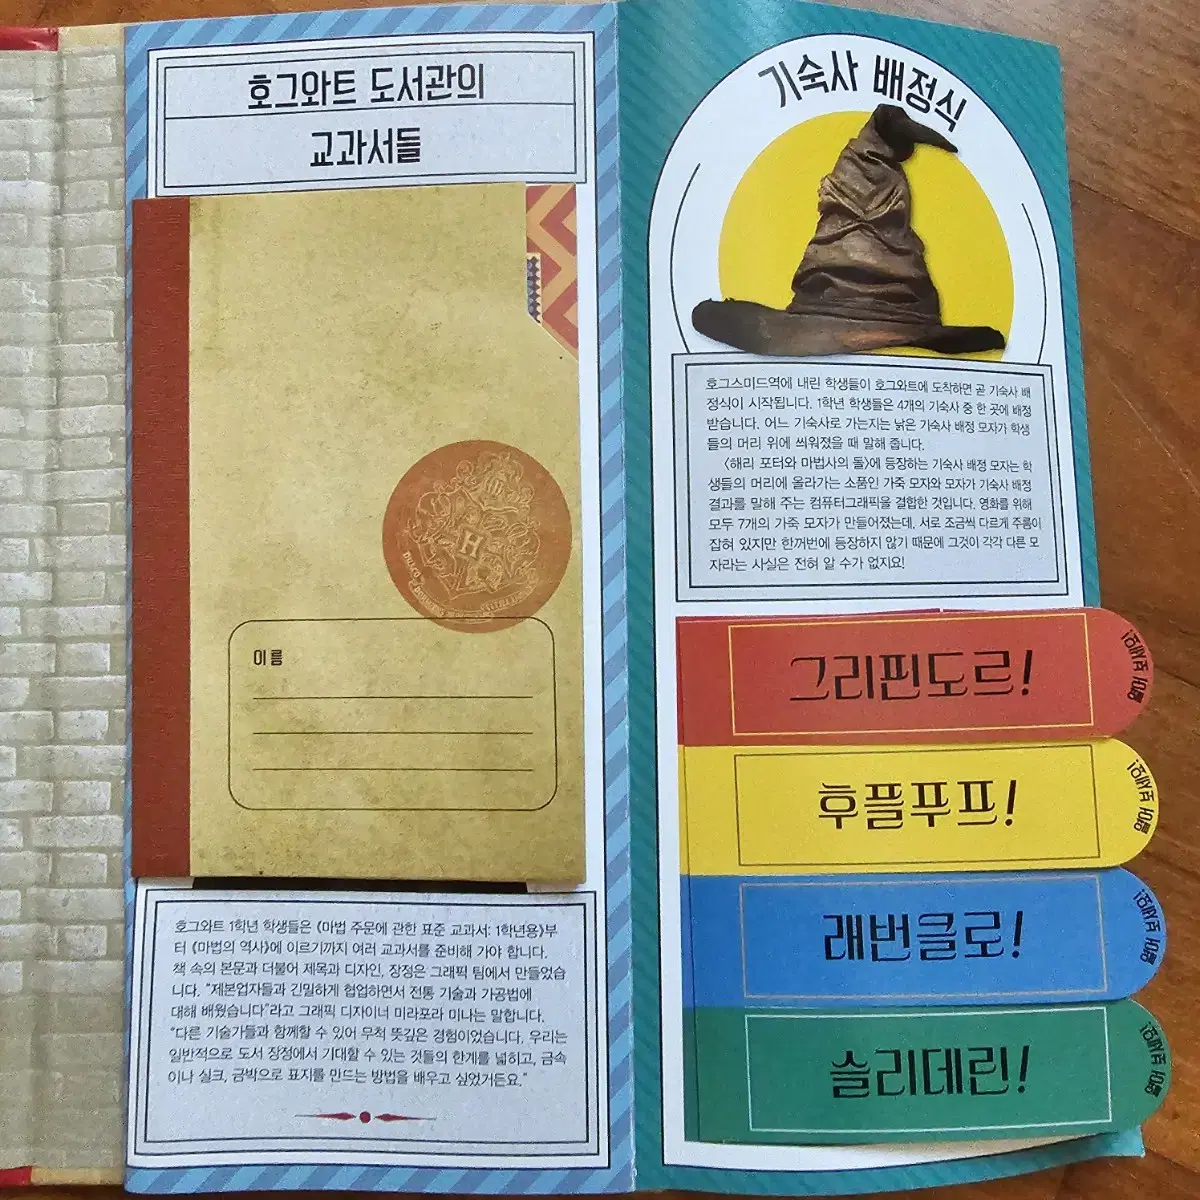 호그와트 도서관의
교과서들
이름
호그와트 1학년 학생들은 《마법 주문에 관한 표준 교과서: 1학년용》부
터 《마법의 역사》에 이르기까지 여러 교과서를 준비해 가야 합니다.
책 속의 본문과 더불어 제목과 디자인, 장정은 그래픽 팀에서 만들었습
니다. “제본업자들과 긴밀하게 협업하면서 전통 기술과 가공법에
대해 배웠습니다”라고 그래픽 디자이너 미라포라 미나는 말합니다.
“다른 기술가들과 함께할 수 있어 무척 뜻깊은 경험이었습니다. 우리는
일반적으로 도서 장정에서 기대할 수 있는 것들의 한계를 넓히고, 금속
이나 실크, 금박으로 표지를 만드는 방법을 배우고 싶었거든요.”
기숙사 배정식
호그스미드역에 내린 학생들이 호그와트에 도착하면 곧 기숙사 배
정식이 시작됩니다. 1학년 학생들은 4개의 기숙사 중 한 곳에 배정
받습니다. 어느 기숙사로 가는지는 낡은 기숙사 배정 모자가 학생
들의 머리 위에 씌워졌을 때 말해 줍니다.
〈해리 포터와 마법사의 돌〉에 등장하는 기숙사 배정 모자는 학
생들의 머리에 올라가는 소품인 가죽 모자와 모자가 기숙사 배정
결과를 말해 주는 컴퓨터그래픽을 결합한 것입니다. 영화를 위해
모두 7개의 가죽 모자가 만들어졌는데, 서로 조금씩 다르게 주름이
잡혀 있지만 한꺼번에 등장하지 않기 때문에 그것이 각각 다른 모
자라는 사실은 전혀 알 수가 없지요!
그리핀도르!
후플푸프!
래번클로!
슬리데린!